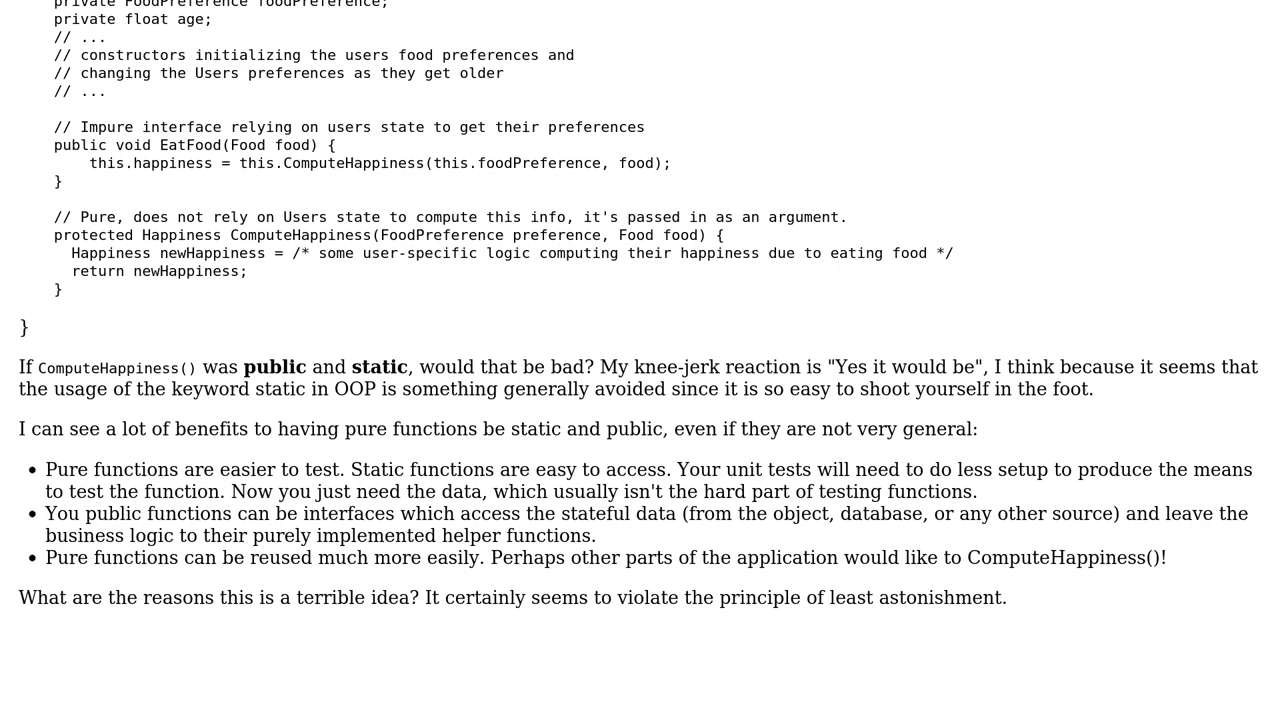 private FoodPreference foodPreference;
private float age;
// ...
// constructors initializing the users food preferences and
// changing the Users preferences as they get older
// ...
// Impure interface relying on users state to get their preferences
public void EatFood(Food food) {
this.happiness = this.ComputeHappiness(this.foodPreference, food);
}
// Pure, does not rely on Users state to compute this info, it's passed in as an argument.
protected Happiness ComputeHappiness(FoodPreference preference, Food food) {
Happiness newHappiness = /* some user-specific logic computing their happiness due to eating food */
return newHappiness;
}
}
If ComputeHappiness() was public and static, would that be bad? My knee-jerk reaction is "Yes it would be", I think because it seems that
the usage of the keyword static in OOP is something generally avoided since it is so easy to shoot yourself in the foot.
I can see a lot of benefits to having pure functions be static and public, even if they are not very general:
• Pure functions are easier to test. Static functions are easy to access. Your unit tests will need to do less setup to produce the means
to test the function. Now you just need the data, which usually isn't the hard part of testing functions.
• You public functions can be interfaces which access the stateful data (from the object, database, or any other source) and leave the
business logic to their purely implemented helper functions.
• Pure functions can be reused much more easily. Perhaps other parts of the application would like to ComputeHappiness()!
What are the reasons this is a terrible idea? It certainly seems to violate the principle of least astonishment.